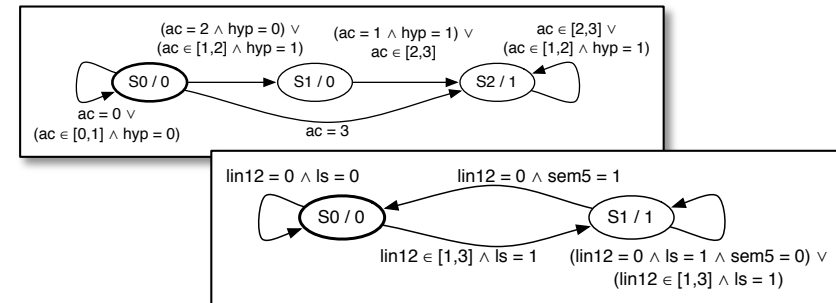 (ac = 2 ∧ hyp = 0) ∨
(ac ∈ [1,2] ∧ hyp = 1)
(ac = 1 ∧ hyp = 1) ∨
ac ∈ [2,3]
ac ∈ [2,3] ∨
(ac ∈ [1,2] ∧ hyp = 1)
S0 / 0
S1 / 0
S2 / 1
ac = 0 ∨
(ac ∈ [0,1] ∧ hyp = 0)
ac = 3
lin12 = 0 ∧ ls = 0
lin12 = 0 ∧ sem5 = 1
S0 / 0
S1 / 1
lin12 ∈ [1,3] ∧ ls = 1
(lin12 = 0 ∧ ls = 1 ∧ sem5 = 0) ∨
(lin12 ∈ [1,3] ∧ ls = 1)